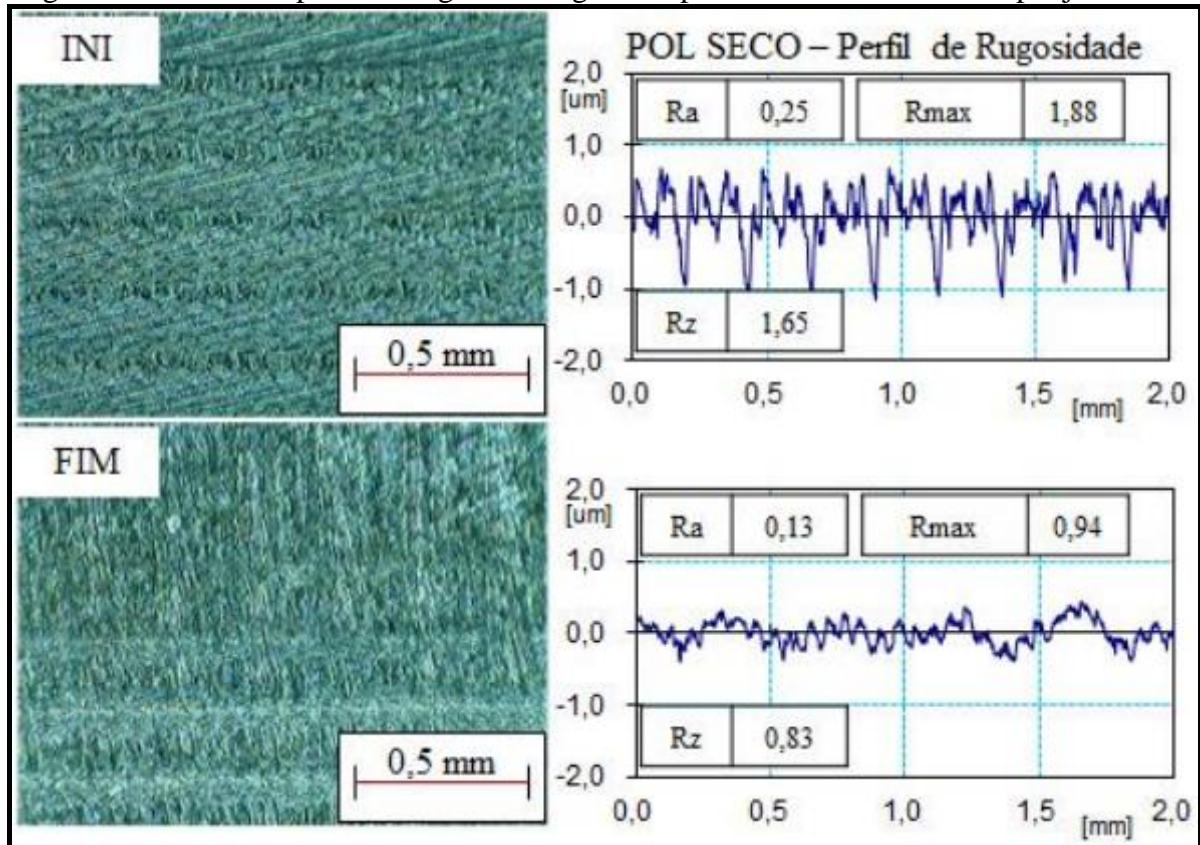 INI
POL SECO – Perfil de Rugosidade
2,0
[um]
1,0
0,0
-1,0
-2,0
Ra 0,25
Rmax 1,88
Rz 1,65
0,5 mm
0,0 0,5 1,0 1,5 2,0
[mm]
FIM
2,0
[um]
1,0
0,0
-1,0
-2,0
Ra 0,13
Rmax 0,94
Rz 0,83
0,5 mm
0,0 0,5 1,0 1,5 2,0
[mm]